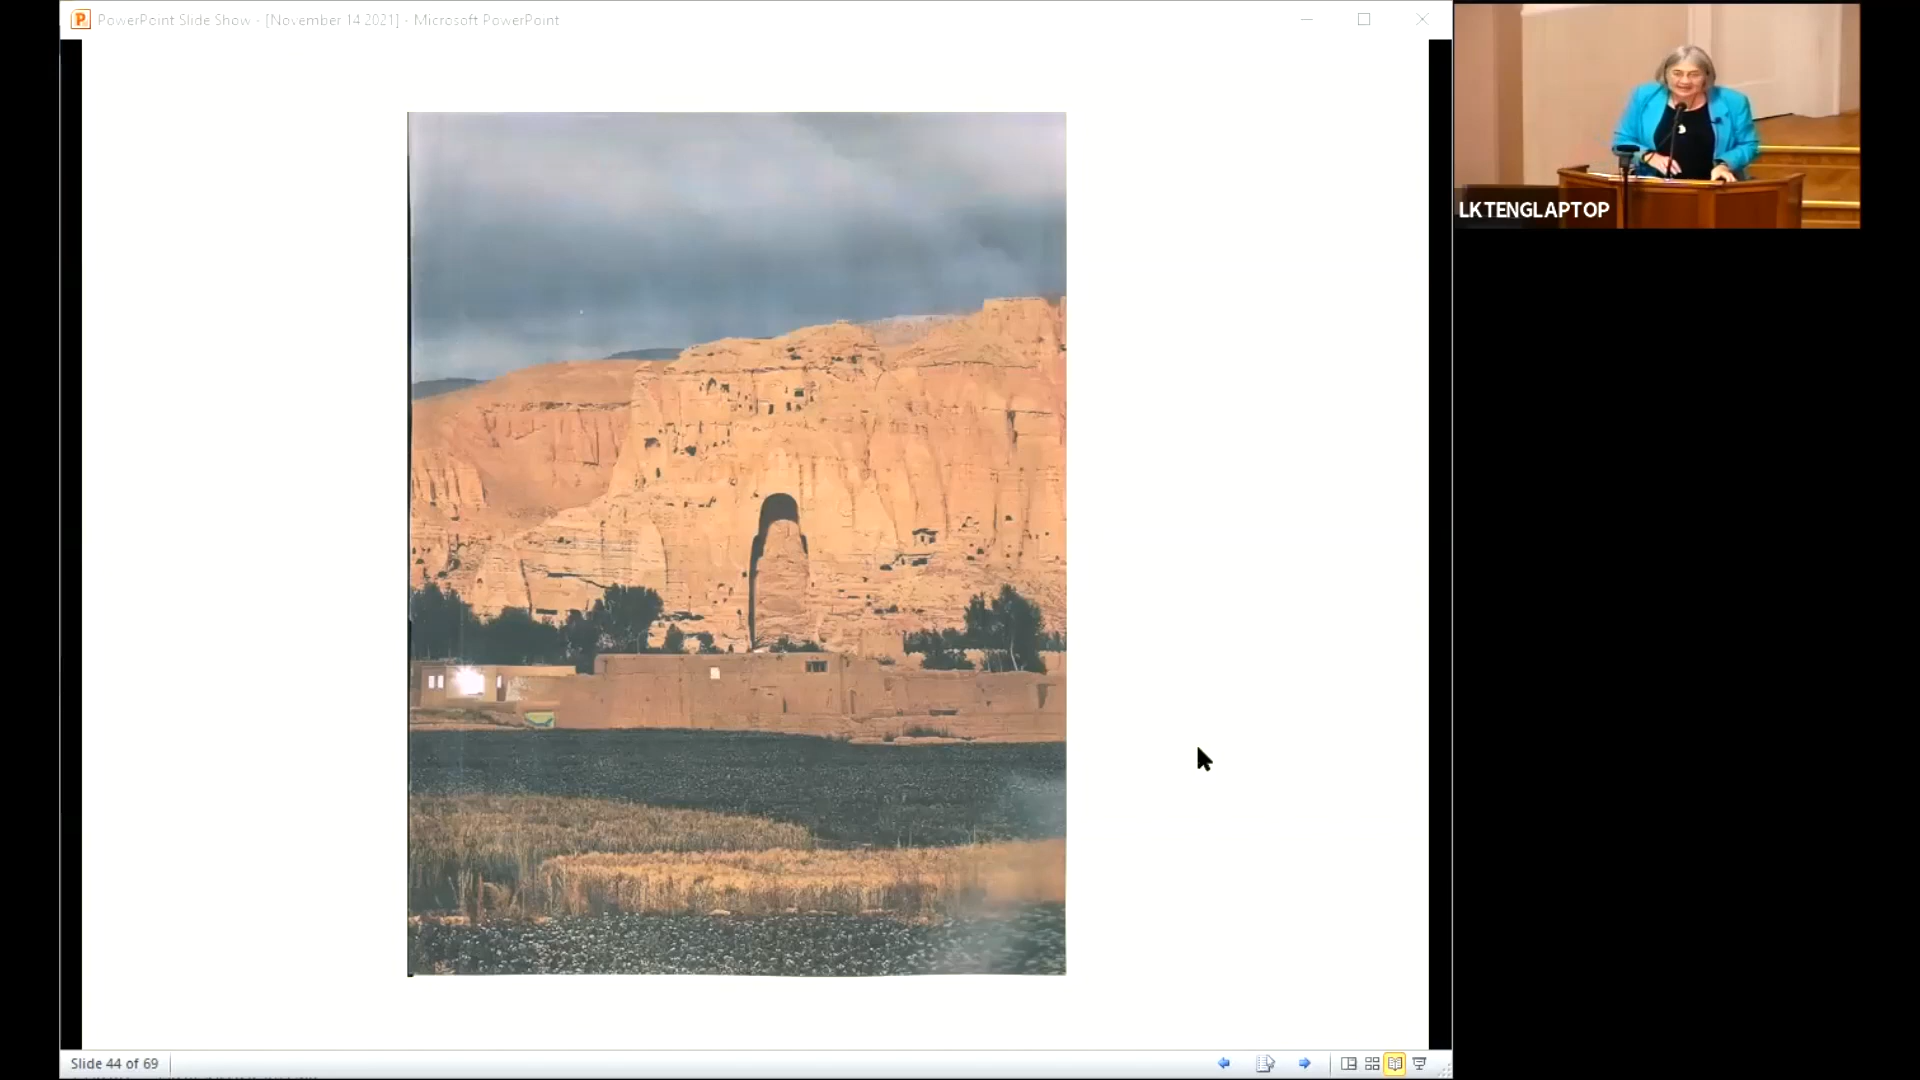 PowerPoint Slide Show - [November 14 2021] - Microsoft PowerPoint
LKTENGLAPTOP
Slide 44 of 69